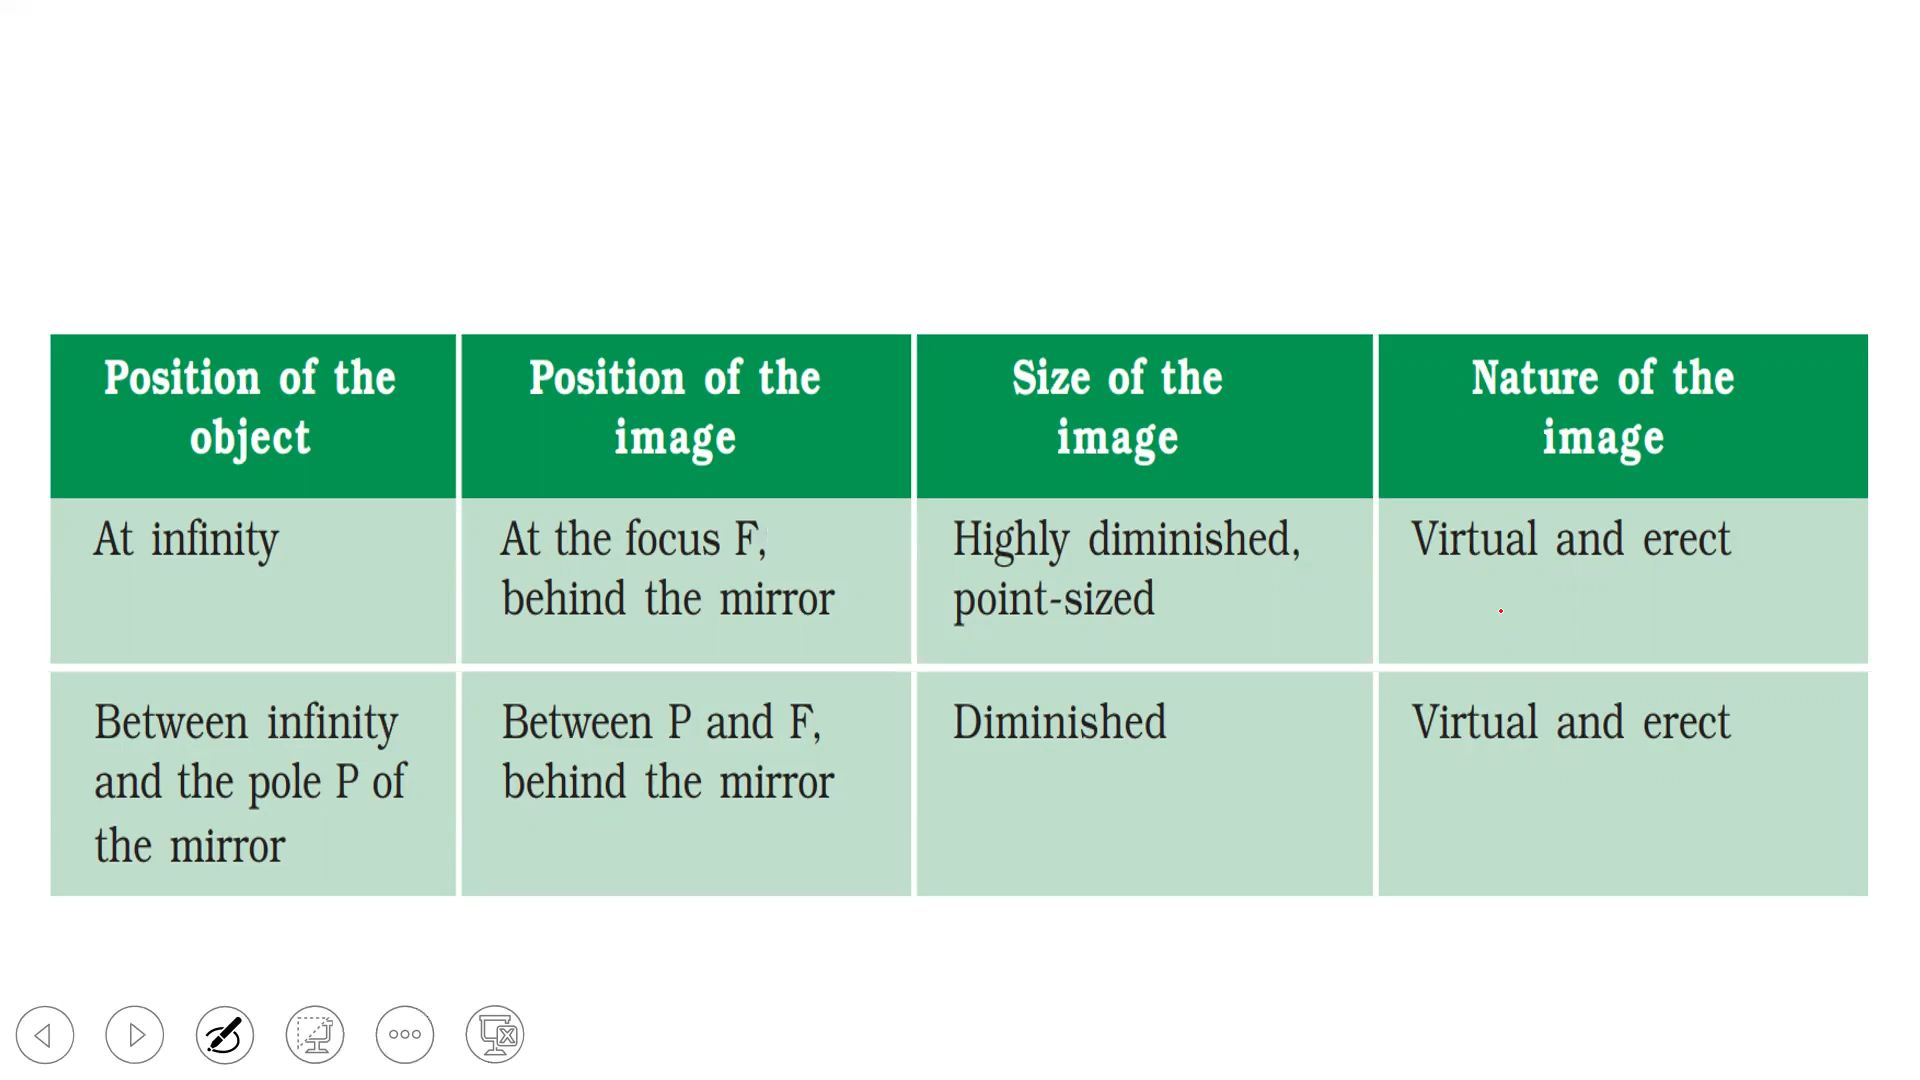 Position of the
object
Position of the
image
Size of the
image
Nature of the
image
At infinity
At the focus F,
behind the mirror
Highly diminished,
point-sized
Virtual and erect
Between infinity
and the pole P of
the mirror
Between P and F,
behind the mirror
Diminished
Virtual and erect